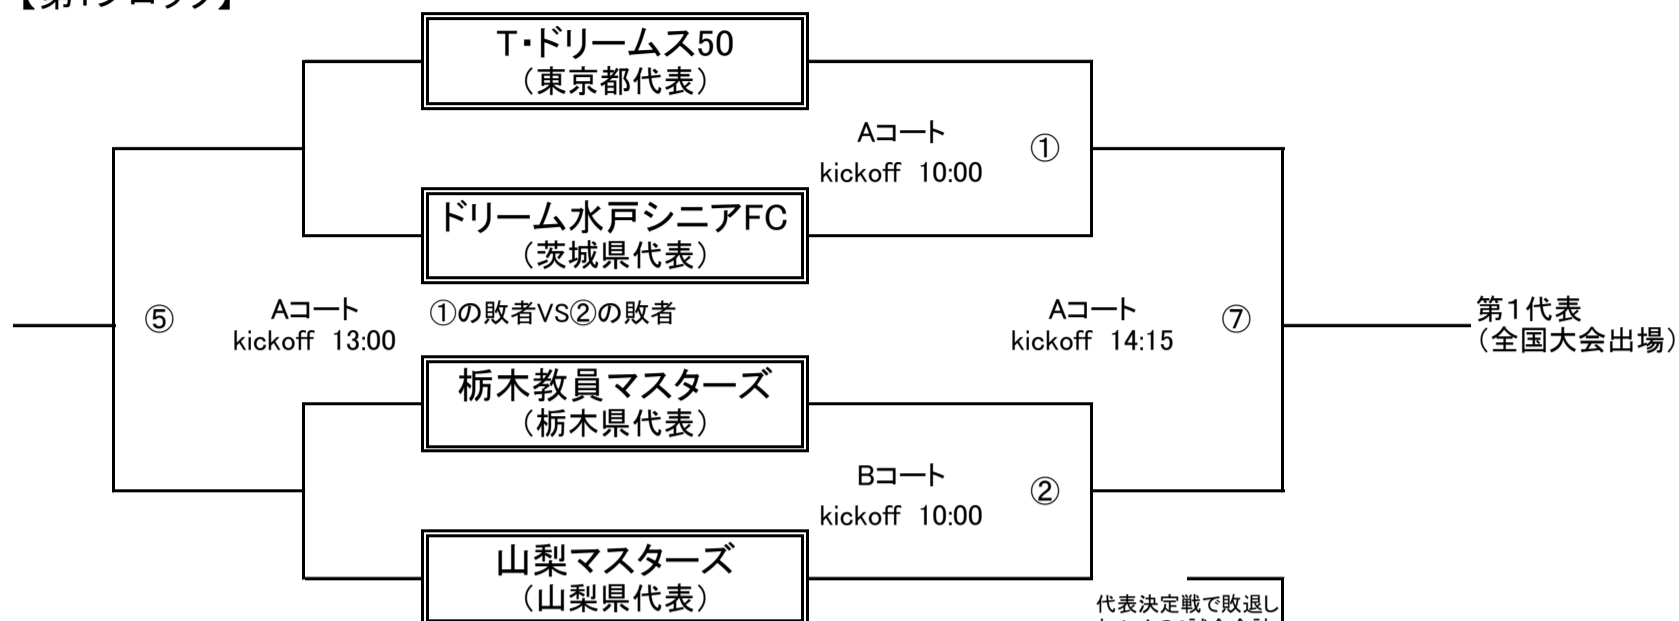 T・ドリームス50
（東京都代表）
Aコート
kickoff 10:00
①
ドリーム水戸シニアFC
（茨城県代表）
⑤
Aコート
kickoff 13:00
①の敗者VS②の敗者
Aコート
kickoff 14:15
⑦
第１代表
（全国大会出場）
栃木教員マスターズ
（栃木県代表）
Bコート
kickoff 10:00
②
山梨マスターズ
（山梨県代表）
代表決定戦で敗退し